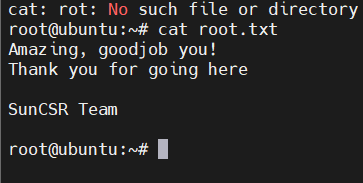 cat: rot: No such file or directory
root@ubuntu:~# cat root.txt
Amazing, goodjob you!
Thank you for going here
SunCSR Team
root@ubuntu:~#